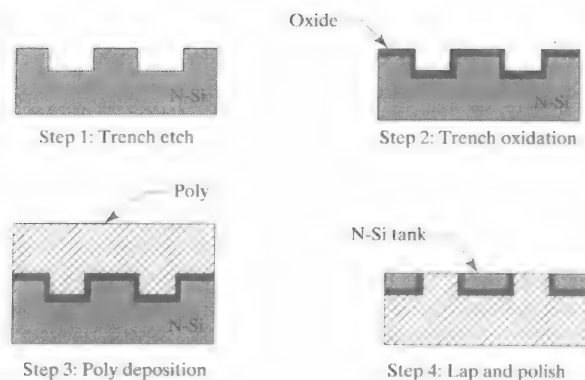 Oxide
N-Si
N-Si
Step 1: Trench etch
Step 2: Trench oxidation
Poly
N-Si tank
N-Si
Step 3: Poly deposition
Step 4: Lap and polish